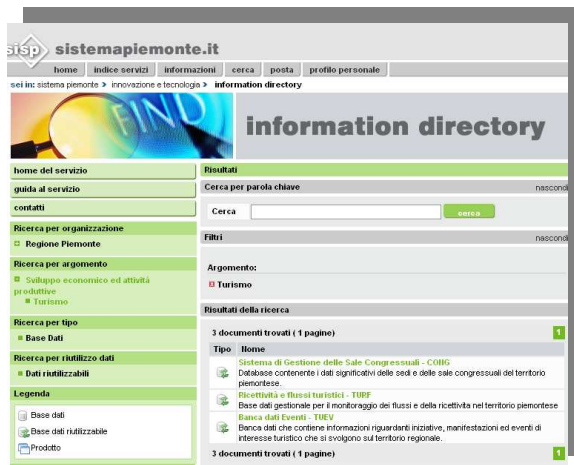 sisp
sistemapiemonte.it
home indice servizi informazioni cerca posta profilo personale
sei in: sistema piemonte > innovazione e tecnologia > information directory
FIND
information directory
home del servizio
guida al servizio
contatti
Ricerca per organizzazione
Regione Piemonte
Ricerca per argomento
Sviluppo economico ed attività
produttive
Turismo
Ricerca per tipo
Base Dati
Ricerca per riutilizzo dati
Dati riutilizzabili
Legenda
Base dati
Base dati riutilizzabile
Prodotto
Risultati
Cerca per parola chiave nascondi
Cerca cerca
Filtri nascondi
Argomento:
Turismo
Risultati della ricerca
3 documenti trovati ( 1 pagine) 1
Tipo Nome
Sistema di Gestione delle Sale Congressuali - CONG
Database contenente i dati significativi delle sedi e delle sale congressuali del territorio
piemontese.
Ricettività e flussi turistici - TURF
Base dati gestionale per il monitoraggio dei flussi e della ricettivita nel territorio piemontese
Banca dati Eventi - TUEV
Banca dati che contiene informazioni riguardanti iniziative, manifestazioni ed eventi di
interesse turistico che si svolgono sul territorio regionale.
3 documenti trovati ( 1 pagine) 1